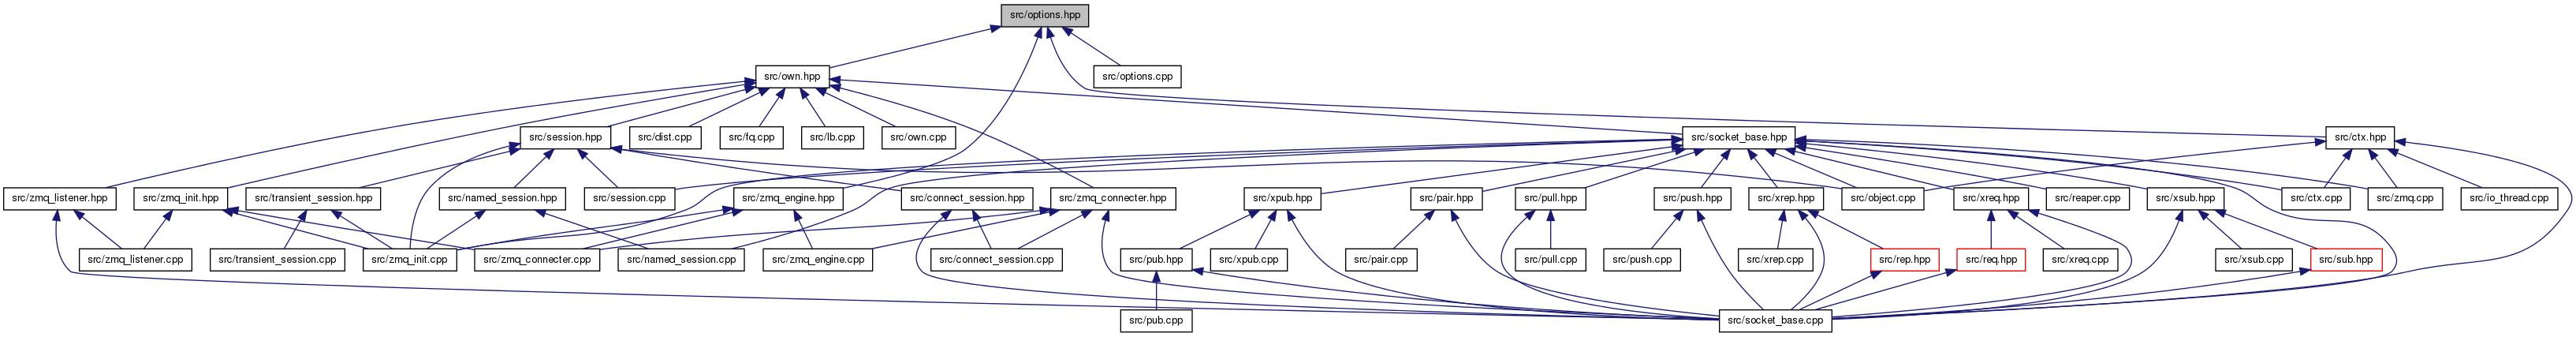 src/options.hpp
src/own.hpp
src/options.cpp
src/session.hpp
src/dist.cpp
src/fq.cpp
src/lb.cpp
src/own.cpp
src/socket_base.hpp
src/ctx.hpp
src/zmq_listener.hpp
src/zmq_init.hpp
src/transient_session.hpp
src/named_session.hpp
src/session.cpp
src/zmq_engine.hpp
src/connect_session.hpp
src/zmq_connecter.hpp
src/xpub.hpp
src/pair.hpp
src/pull.hpp
src/push.hpp
src/xrep.hpp
src/object.cpp
src/xreq.hpp
src/reaper.cpp
src/xsub.hpp
src/ctx.cpp
src/zmq.cpp
src/io_thread.cpp
src/zmq_listener.cpp
src/transient_session.cpp
src/zmq_init.cpp
src/zmq_connecter.cpp
src/named_session.cpp
src/zmq_engine.cpp
src/connect_session.cpp
src/pub.hpp
src/xpub.cpp
src/pair.cpp
src/pull.cpp
src/push.cpp
src/xrep.cpp
src/rep.hpp
src/req.hpp
src/xreq.cpp
src/xsub.cpp
src/sub.hpp
src/pub.cpp
src/socket_base.cpp